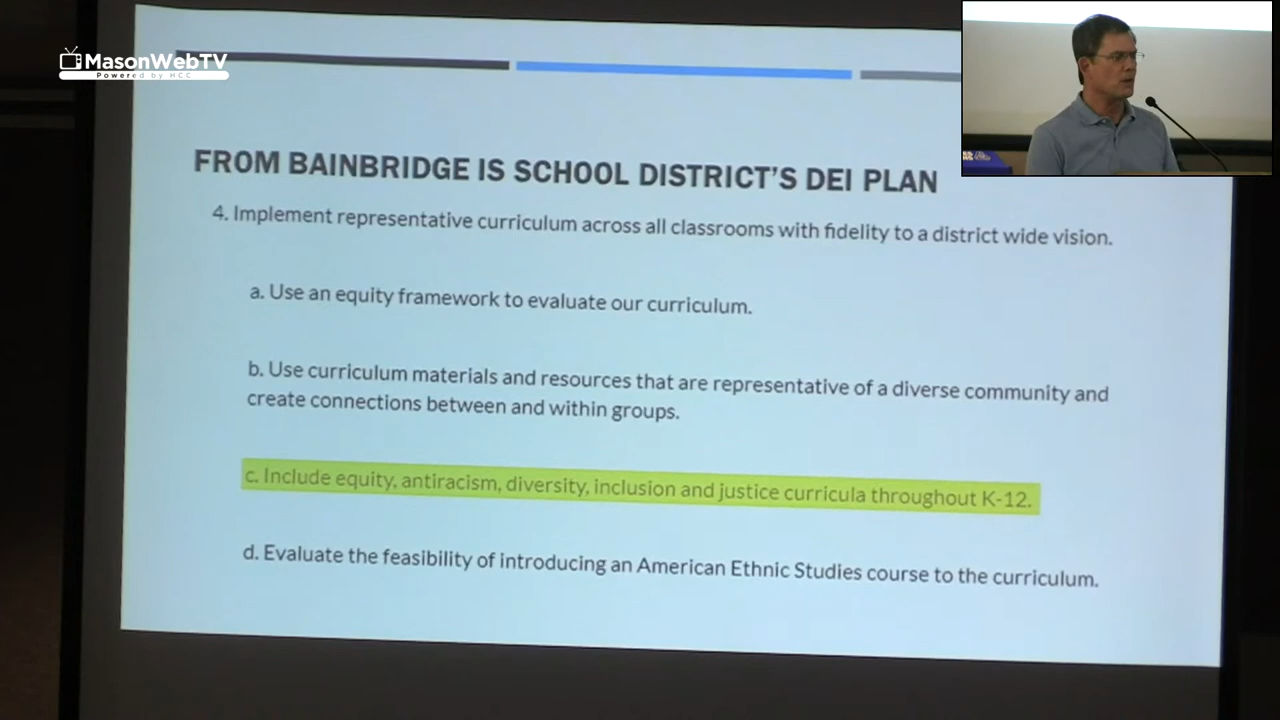 MasonWebTV
Powered by HCC
FROM BAINBRIDGE IS SCHOOL DISTRICT'S DEI PLAN
4. Implement representative curriculum across all classrooms with fidelity to a district wide vision.
a. Use an equity framework to evaluate our curriculum.
b. Use curriculum materials and resources that are representative of a diverse community and
create connections between and within groups.
c. Include equity, antiracism, diversity, inclusion and justice curricula throughout K-12.
d. Evaluate the feasibility of introducing an American Ethnic Studies course to the curriculum.